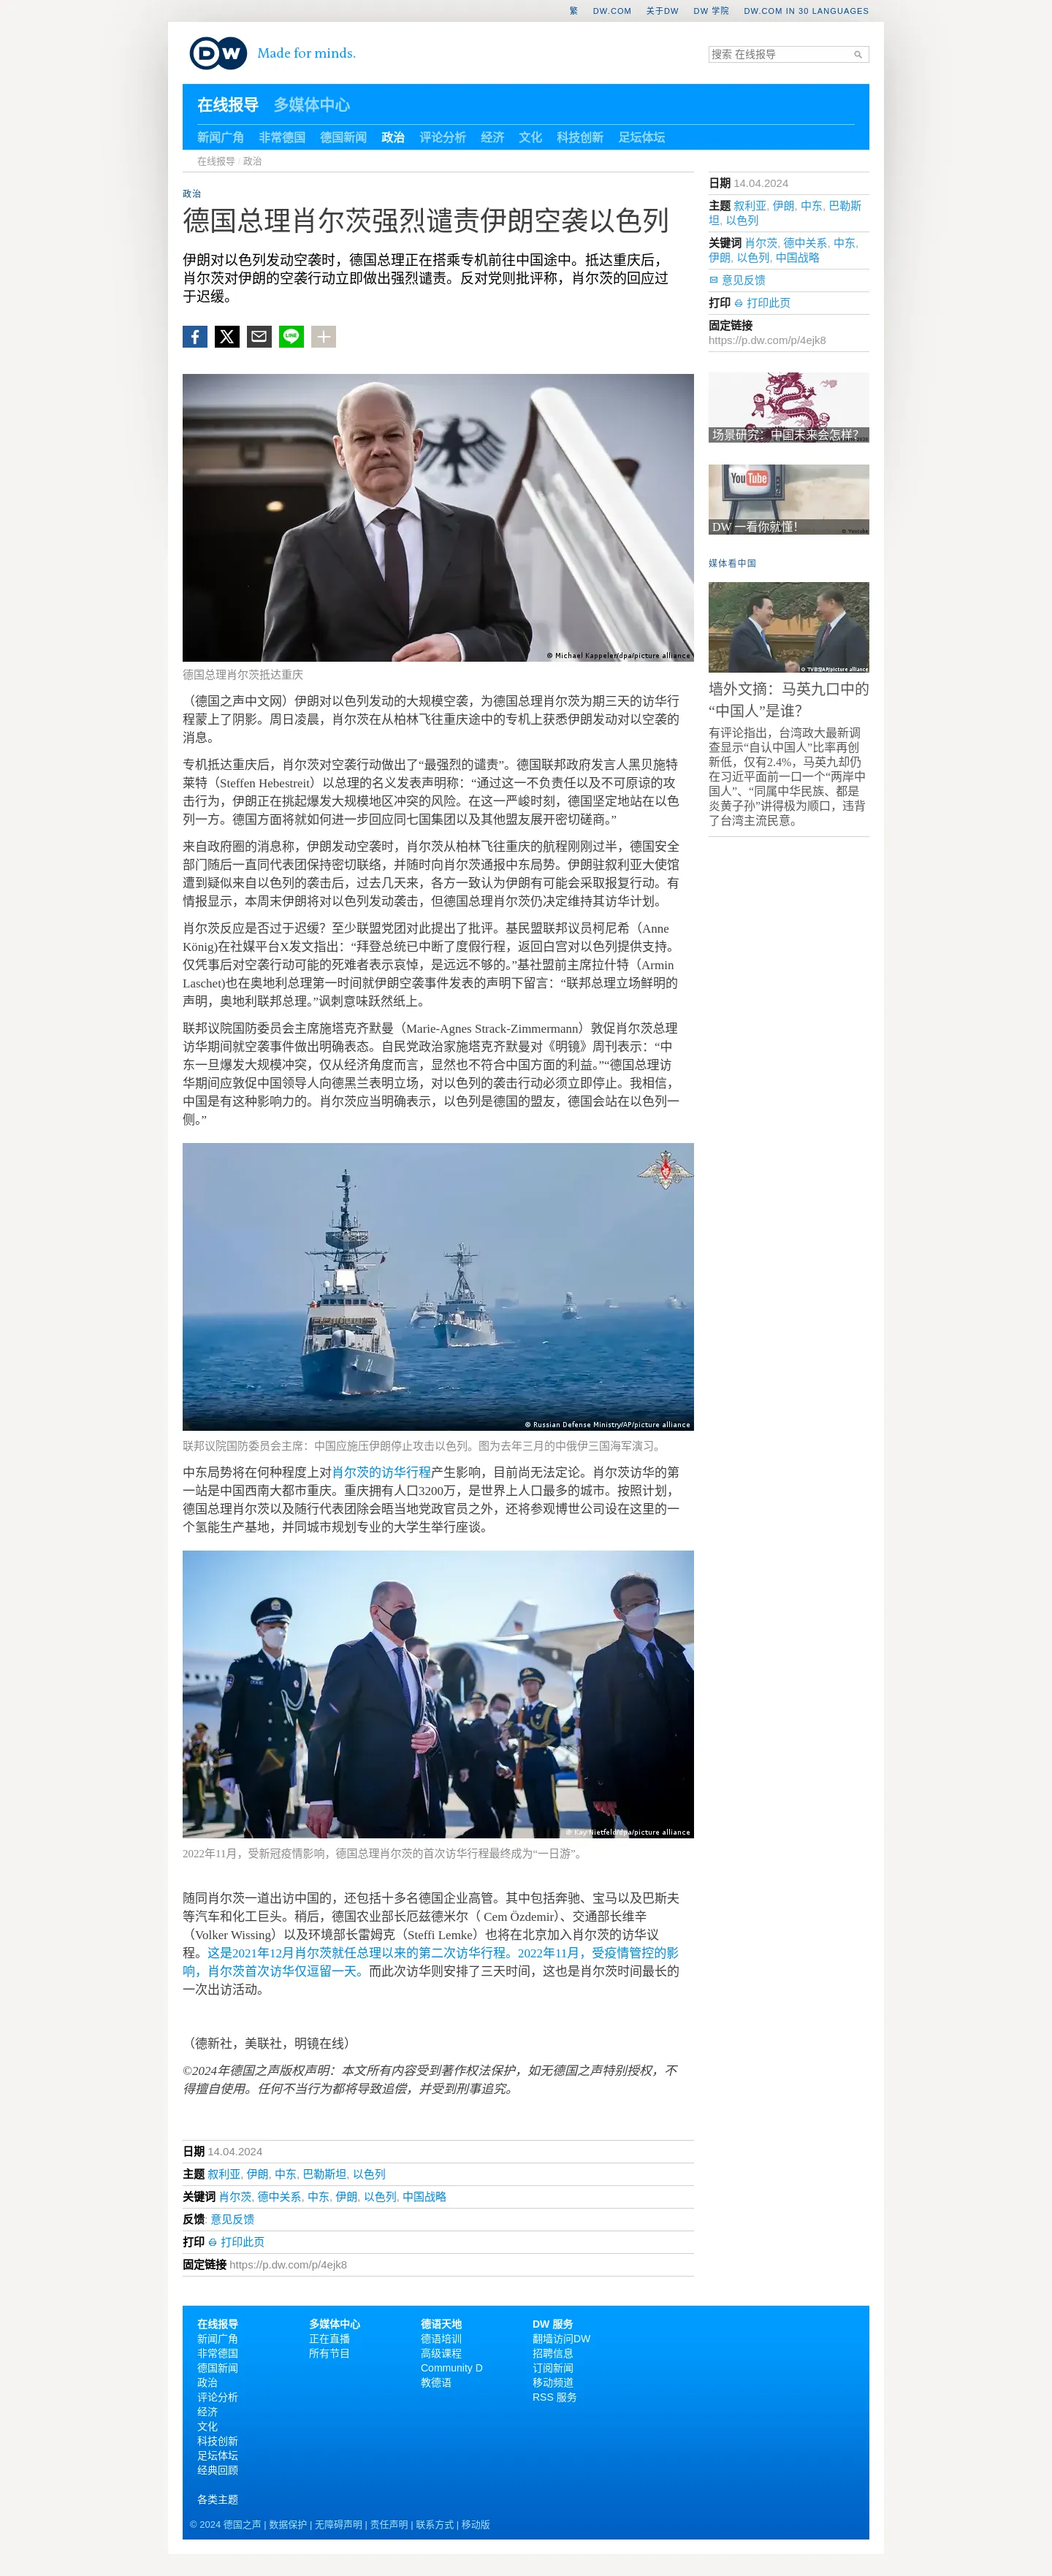 繁 DW.COM 关于DW DW 学院 DW.COM IN 30 LANGUAGES
DW Made for minds.
搜索 在线报导
在线报导 多媒体中心
新闻广角 非常德国 德国新闻 政治 评论分析 经济 文化 科技创新 足坛体坛
在线报导 / 政治
政治
德国总理肖尔茨强烈谴责伊朗空袭以色列
伊朗对以色列发动空袭时，德国总理正在搭乘专机前往中国途中。抵达重庆后，
肖尔茨对伊朗的空袭行动立即做出强烈谴责。反对党则批评称，肖尔茨的回应过
于迟缓。
LINE
© Michael Kappeler/dpa/picture alliance
德国总理肖尔茨抵达重庆
（德国之声中文网）伊朗对以色列发动的大规模空袭，为德国总理肖尔茨为期三天的访华行
程蒙上了阴影。周日凌晨，肖尔茨在从柏林飞往重庆途中的专机上获悉伊朗发动对以空袭的
消息。
专机抵达重庆后，肖尔茨对空袭行动做出了“最强烈的谴责”。德国联邦政府发言人黑贝施特
莱特（Steffen Hebestreit）以总理的名义发表声明称：“通过这一不负责任以及不可原谅的攻
击行为，伊朗正在挑起爆发大规模地区冲突的风险。在这一严峻时刻，德国坚定地站在以色
列一方。德国方面将就如何进一步回应同七国集团以及其他盟友展开密切磋商。”
来自政府圈的消息称，伊朗发动空袭时，肖尔茨从柏林飞往重庆的航程刚刚过半，德国安全
部门随后一直同代表团保持密切联络，并随时向肖尔茨通报中东局势。伊朗驻叙利亚大使馆
遭到疑似来自以色列的袭击后，过去几天来，各方一致认为伊朗有可能会采取报复行动。有
情报显示，本周末伊朗将对以色列发动袭击，但德国总理肖尔茨仍决定维持其访华计划。
肖尔茨反应是否过于迟缓？至少联盟党团对此提出了批评。基民盟联邦议员柯尼希（Anne
König)在社媒平台X发文指出：“拜登总统已中断了度假行程，返回白宫对以色列提供支持。
仅凭事后对空袭行动可能的死难者表示哀悼，是远远不够的。”基社盟前主席拉什特（Armin
Laschet)也在奥地利总理第一时间就伊朗空袭事件发表的声明下留言：“联邦总理立场鲜明的
声明，奥地利联邦总理。”讽刺意味跃然纸上。
联邦议院国防委员会主席施塔克齐默曼（Marie-Agnes Strack-Zimmermann）敦促肖尔茨总理
访华期间就空袭事件做出明确表态。自民党政治家施塔克齐默曼对《明镜》周刊表示：“中
东一旦爆发大规模冲突，仅从经济角度而言，显然也不符合中国方面的利益。”“德国总理访
华期间应敦促中国领导人向德黑兰表明立场，对以色列的袭击行动必须立即停止。我相信，
中国是有这种影响力的。肖尔茨应当明确表示，以色列是德国的盟友，德国会站在以色列一
侧。”
© Russian Defense Ministry/AP/picture alliance
联邦议院国防委员会主席：中国应施压伊朗停止攻击以色列。图为去年三月的中俄伊三国海军演习。
中东局势将在何种程度上对肖尔茨的访华行程产生影响，目前尚无法定论。肖尔茨访华的第
一站是中国西南大都市重庆。重庆拥有人口3200万，是世界上人口最多的城市。按照计划，
德国总理肖尔茨以及随行代表团除会晤当地党政官员之外，还将参观博世公司设在这里的一
个氢能生产基地，并同城市规划专业的大学生举行座谈。
© Kay Nietfeld/dpa/picture alliance
2022年11月，受新冠疫情影响，德国总理肖尔茨的首次访华行程最终成为“一日游”。
随同肖尔茨一道出访中国的，还包括十多名德国企业高管。其中包括奔驰、宝马以及巴斯夫
等汽车和化工巨头。稍后，德国农业部长厄兹德米尔（ Cem Özdemir）、交通部长维辛
（Volker Wissing）以及环境部长雷姆克（Steffi Lemke）也将在北京加入肖尔茨的访华议
程。这是2021年12月肖尔茨就任总理以来的第二次访华行程。2022年11月，受疫情管控的影
响，肖尔茨首次访华仅逗留一天。而此次访华则安排了三天时间，这也是肖尔茨时间最长的
一次出访活动。
（德新社，美联社，明镜在线）
©2024年德国之声版权声明：本文所有内容受到著作权法保护，如无德国之声特别授权，不
得擅自使用。任何不当行为都将导致追偿，并受到刑事追究。
日期 14.04.2024
主题 叙利亚, 伊朗, 中东, 巴勒斯坦, 以色列
关键词 肖尔茨, 德中关系, 中东, 伊朗, 以色列, 中国战略
反馈: 意见反馈
打印 打印此页
固定链接 https://p.dw.com/p/4ejk8
日期 14.04.2024
主题 叙利亚, 伊朗, 中东, 巴勒斯
坦, 以色列
关键词 肖尔茨, 德中关系, 中东,
伊朗, 以色列, 中国战略
意见反馈
打印 打印此页
固定链接
https://p.dw.com/p/4ejk8
场景研究：中国未来会怎样？
YouTube
DW 一看你就懂！
© Youtube
媒体看中国
© TVBS/AP/picture alliance
墙外文摘：马英九口中的
“中国人”是谁？
有评论指出，台湾政大最新调
查显示“自认中国人”比率再创
新低，仅有2.4%，马英九却仍
在习近平面前一口一个“两岸中
国人”、“同属中华民族、都是
炎黄子孙”讲得极为顺口，违背
了台湾主流民意。
在线报导
新闻广角
非常德国
德国新闻
政治
评论分析
经济
文化
科技创新
足坛体坛
经典回顾
各类主题
多媒体中心
正在直播
所有节目
德语天地
德语培训
高级课程
Community D
教德语
DW 服务
翻墙访问DW
招聘信息
订阅新闻
移动频道
RSS 服务
© 2024 德国之声 | 数据保护 | 无障碍声明 | 责任声明 | 联系方式 | 移动版